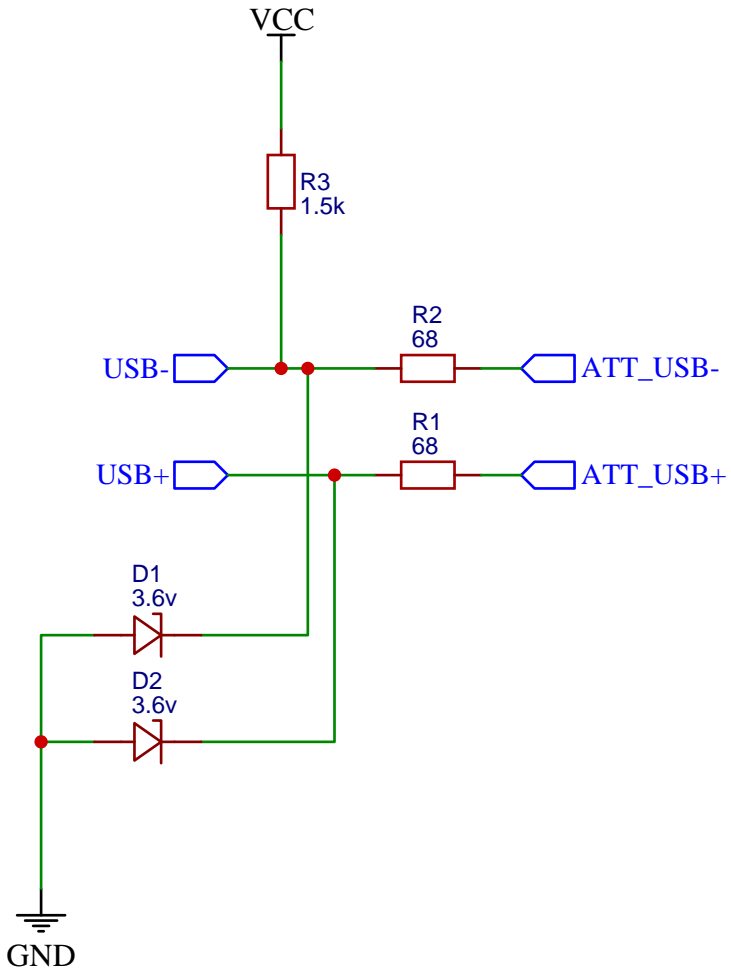 VCC
R3
1.5k
R2
68
USB-
ATT_USB-
R1
68
USB+
ATT_USB+
D1
3.6v
D2
3.6v
GND